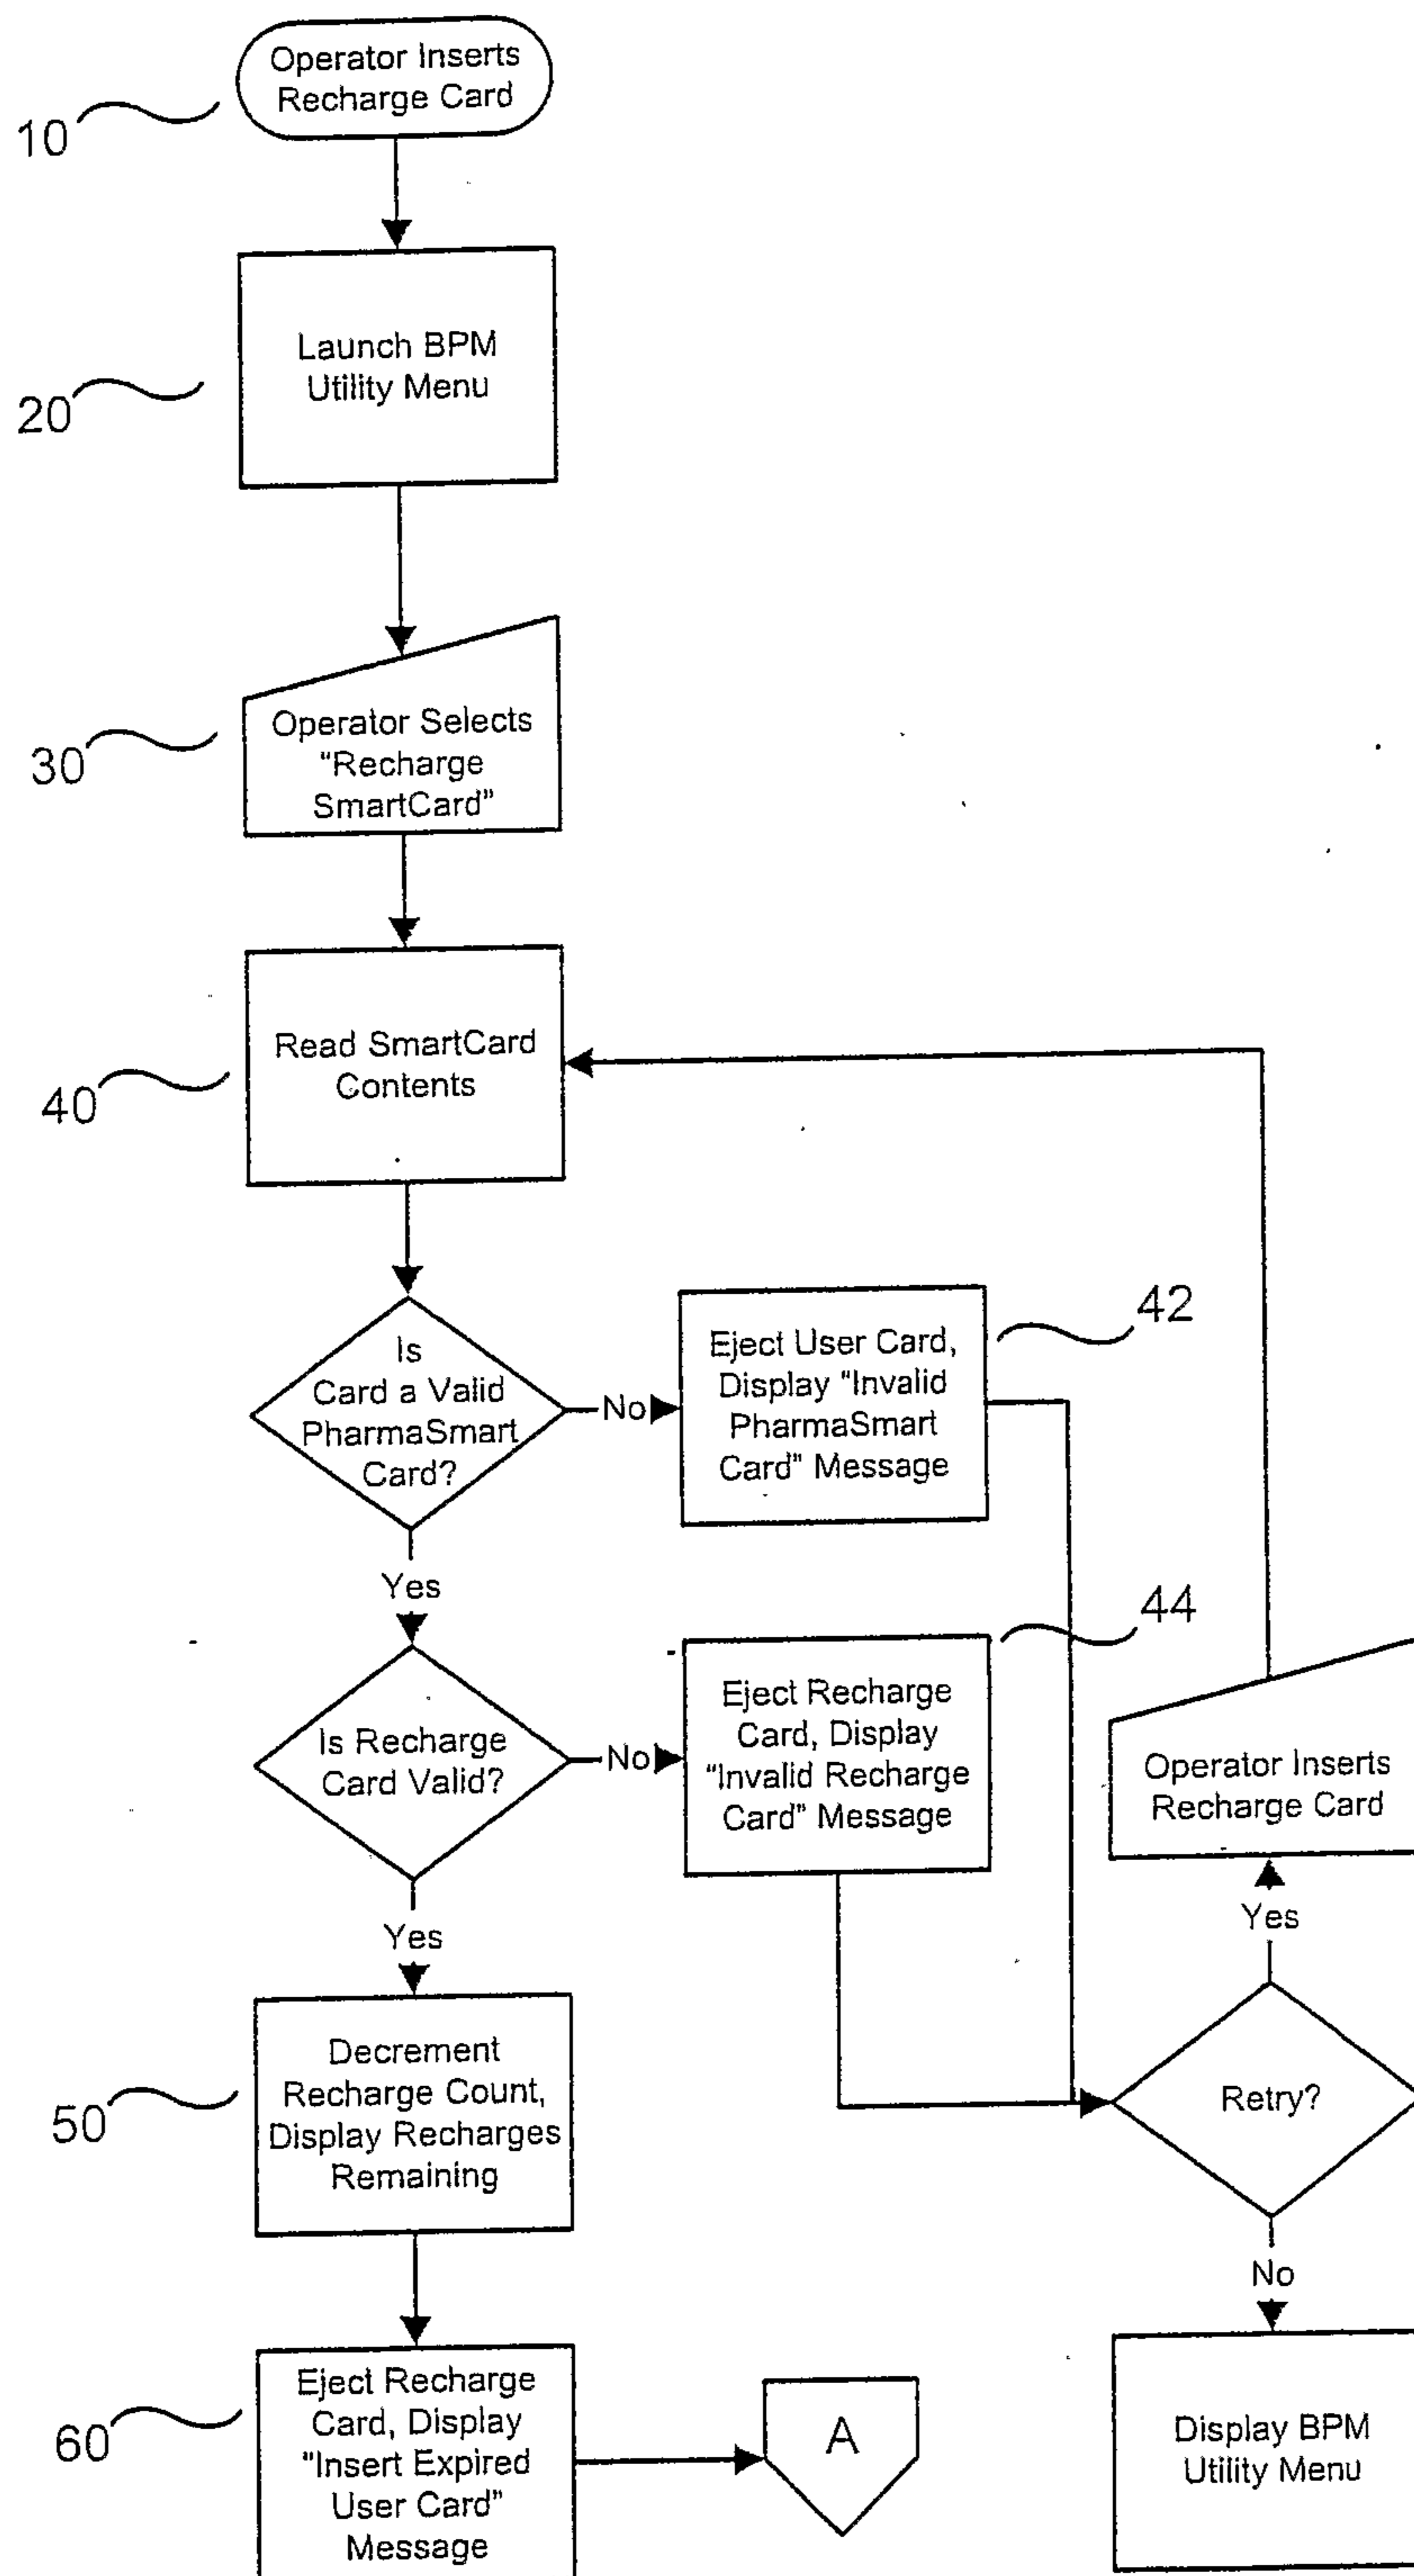 Operator Inserts
Recharge Card
10
Launch BPM
Utility Menu
20
Operator Selects
"Recharge
SmartCard"
30
Read SmartCard
Contents
40
Is
Card a Valid
PharmaSmart
Card?
No
Eject User Card,
Display "Invalid
PharmaSmart
Card" Message
42
Yes
Is Recharge
Card Valid?
No
Eject Recharge
Card, Display
"Invalid Recharge
Card" Message
44
Operator Inserts
Recharge Card
Yes
Yes
Decrement
Recharge Count,
Display Recharges
Remaining
50
Retry?
No
Eject Recharge
Card, Display
"Insert Expired
User Card"
Message
60
A
Display BPM
Utility Menu